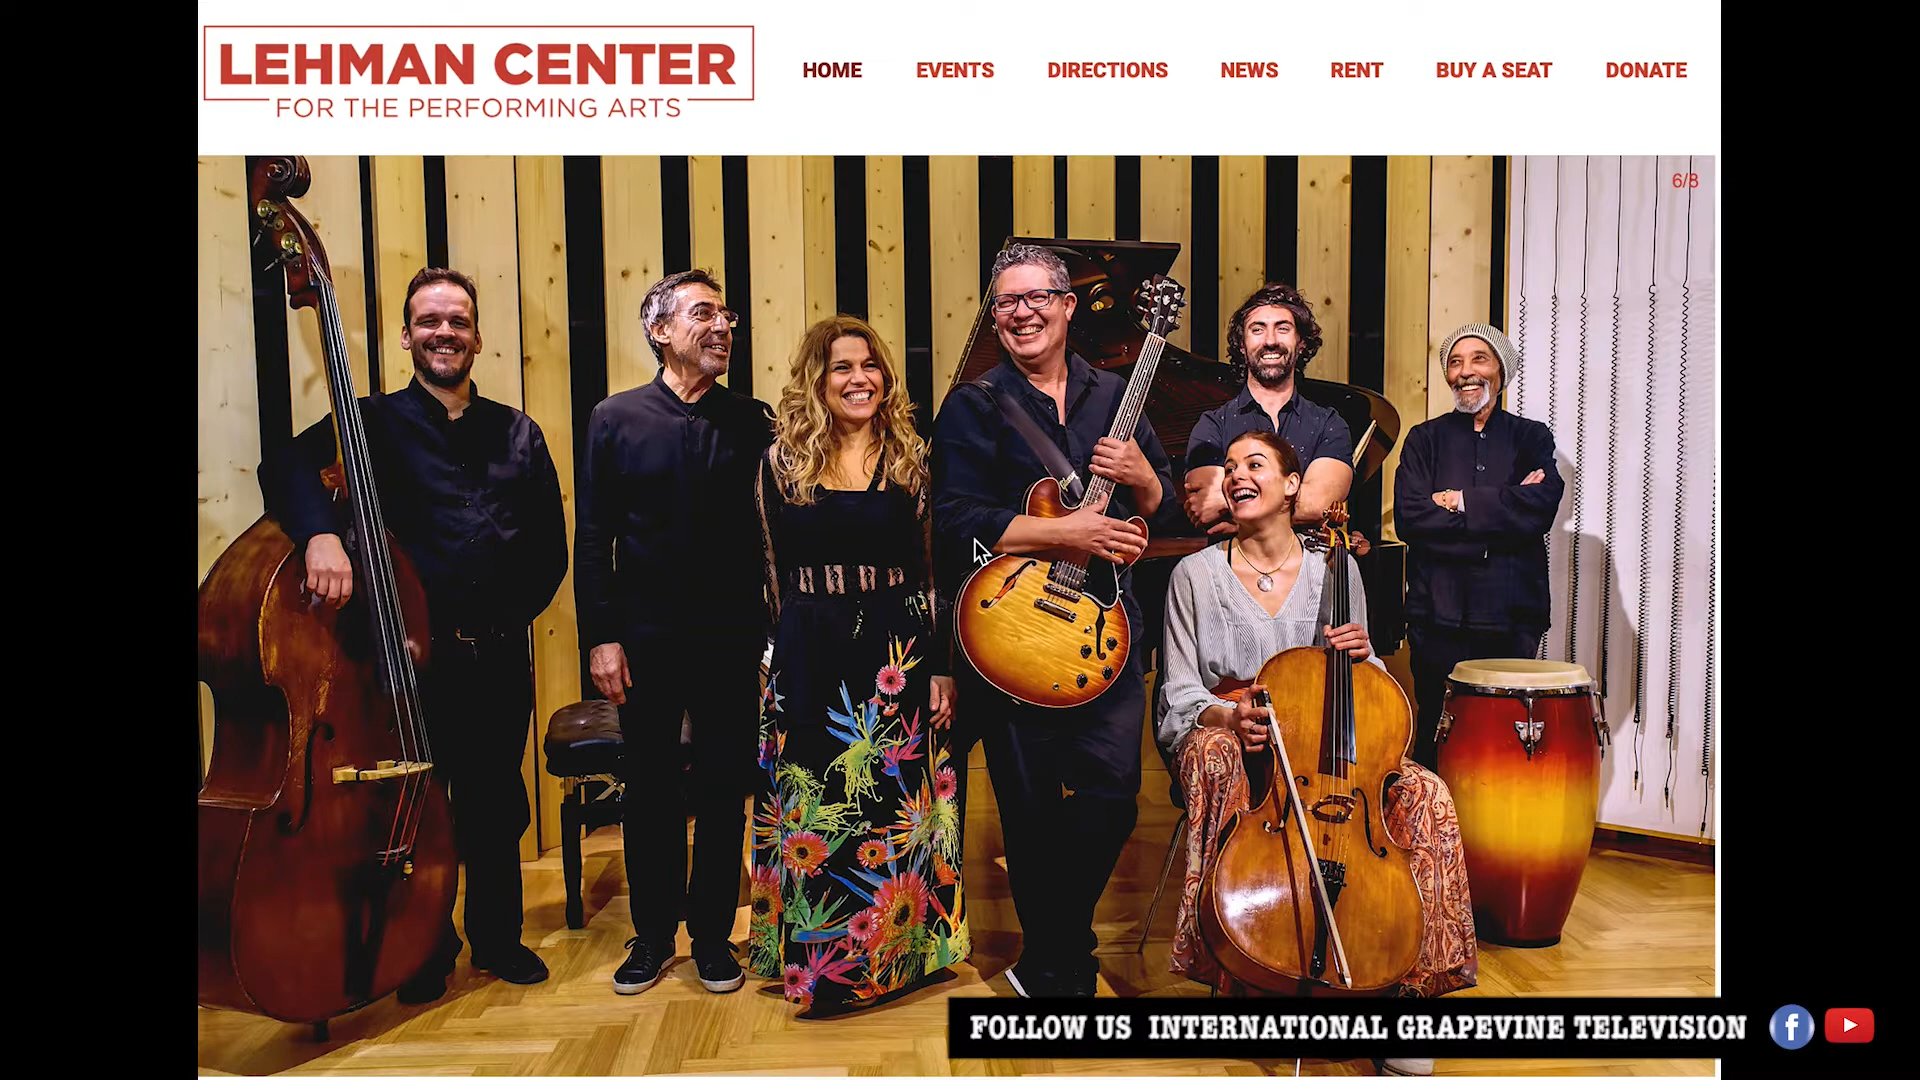 LEHMAN CENTER
FOR THE PERFORMING ARTS
HOME
EVENTS
DIRECTIONS
NEWS
RENT
BUY A SEAT
DONATE
6/8
FOLLOW US INTERNATIONAL GRAPEVINE TELEVISION